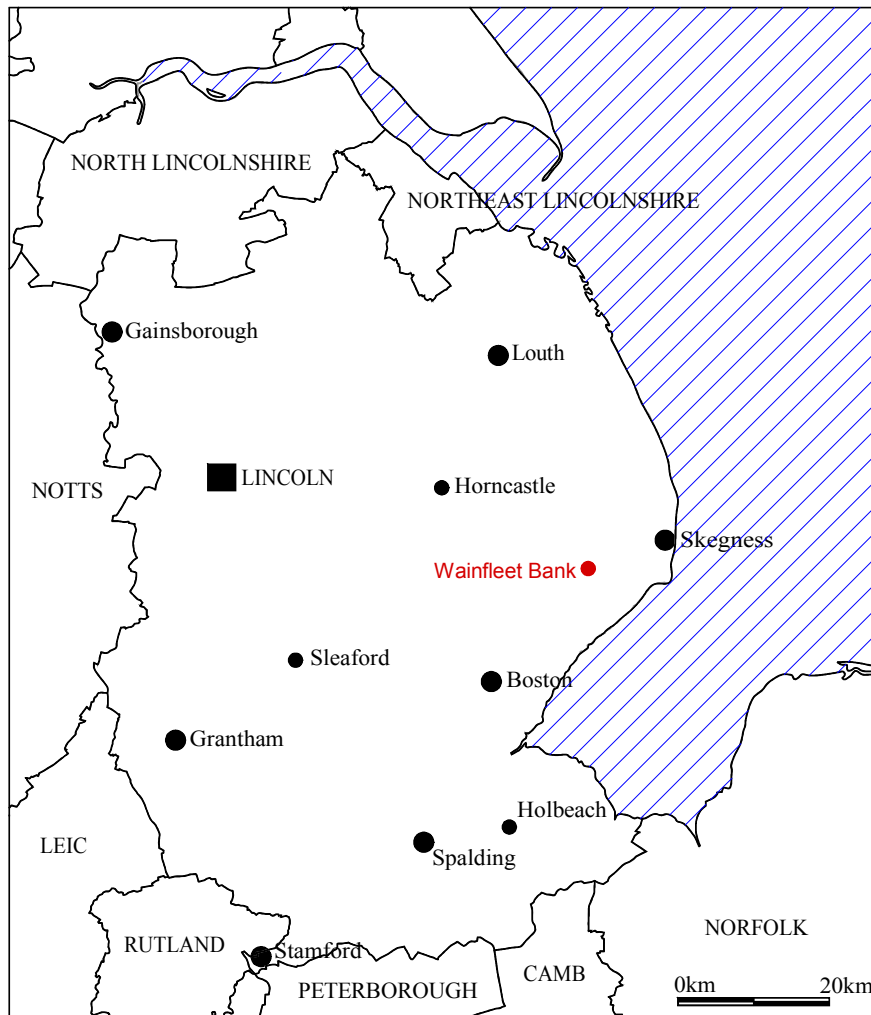 NORTH LINCOLNSHIRE
NORTHEAST LINCOLNSHIRE
Gainsborough
Louth
LINCOLN
NOTTS
Horncastle
Skegness
Wainfleet Bank
Sleaford
Boston
Grantham
Holbeach
LEIC
Spalding
NORFOLK
RUTLAND
Stamford
CAMB
PETERBOROUGH
0km
20km